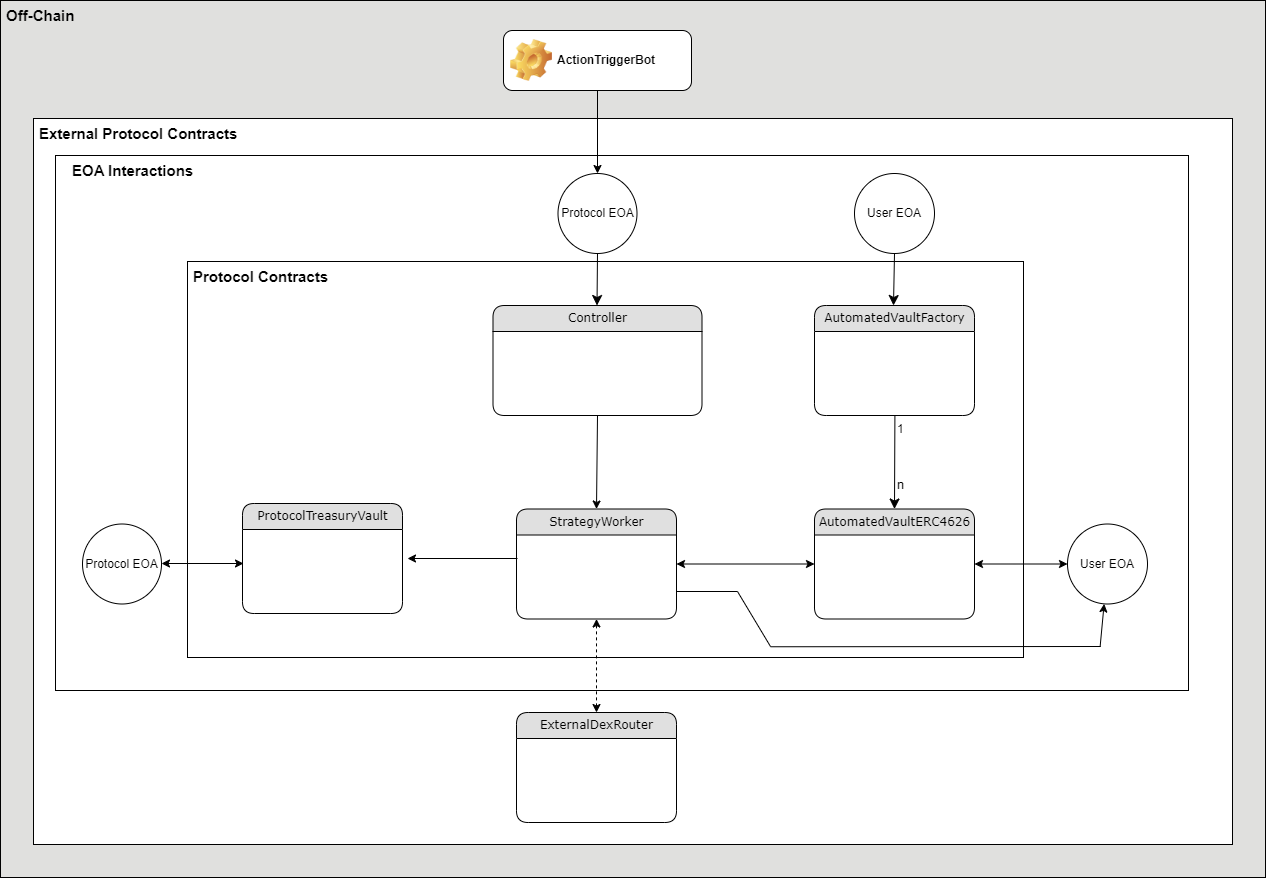 Off-Chain
ActionTriggerBot
External Protocol Contracts
EOA Interactions
Protocol EOA
User EOA
Protocol Contracts
Controller
AutomatedVaultFactory
1
n
ProtocolTreasuryVault
StrategyWorker
AutomatedVaultERC4626
Protocol EOA
User EOA
ExternalDexRouter